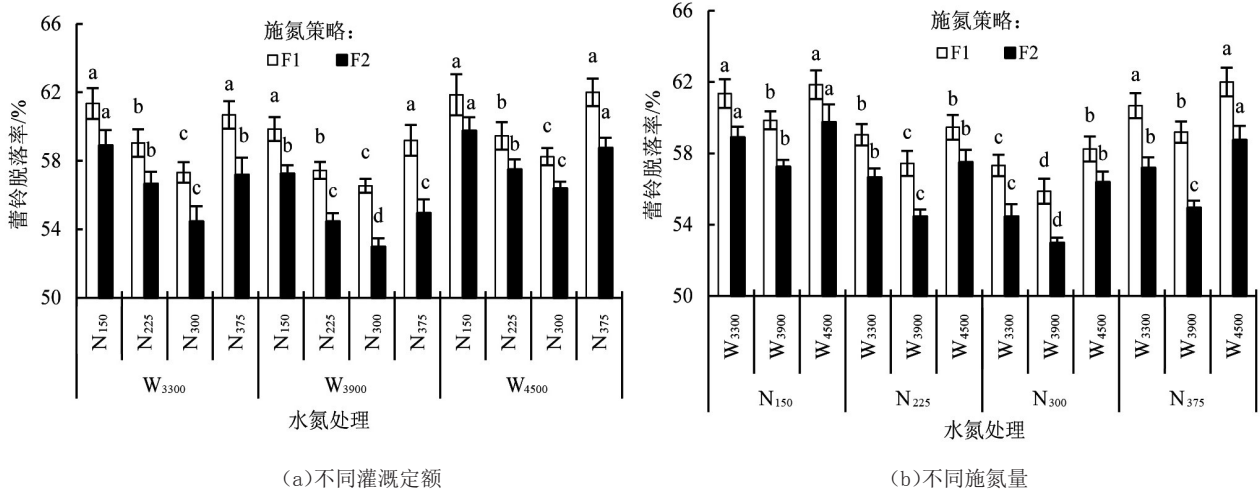 蕾铃脱落率/%
66
62
58
54
50
施氮策略:
F1 F2
a b c a a b c a a b c a
a b c b b c d c a b c a
N150 N225 N300 N375 N150 N225 N300 N375 N150 N225 N300 N375
W3300 W3900 W4500
水氮处理
(a)不同灌溉定额
蕾铃脱落率/%
66
62
58
54
50
施氮策略:
F1 F2
a b a b c b c d b a b a
a b a b c b c d b b c a
W3300 W3900 W4500 W3300 W3900 W4500 W3300 W3900 W4500 W3300 W3900 W4500
N150 N225 N300 N375
水氮处理
(b)不同施氮量